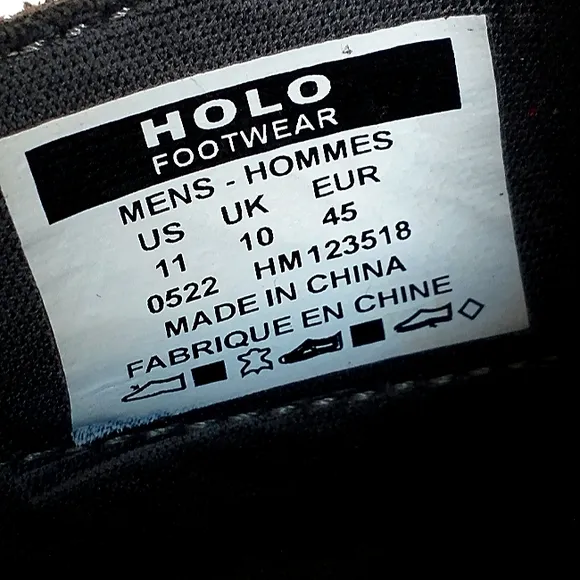 HOLO
FOOTWEAR
MENS - HOMMES
US UK EUR
11 10 45
0522 HM123518
MADE IN CHINA
FABRIQUE EN CHINE